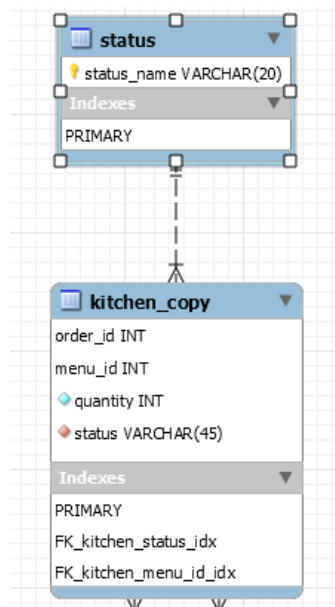 status
status_name VARCHAR(20)
Indexes
PRIMARY
kitchen_copy
order_id INT
menu_id INT
quantity INT
status VARCHAR(45)
Indexes
PRIMARY
FK_kitchen_status_idx
FK_kitchen_menu_id_idx